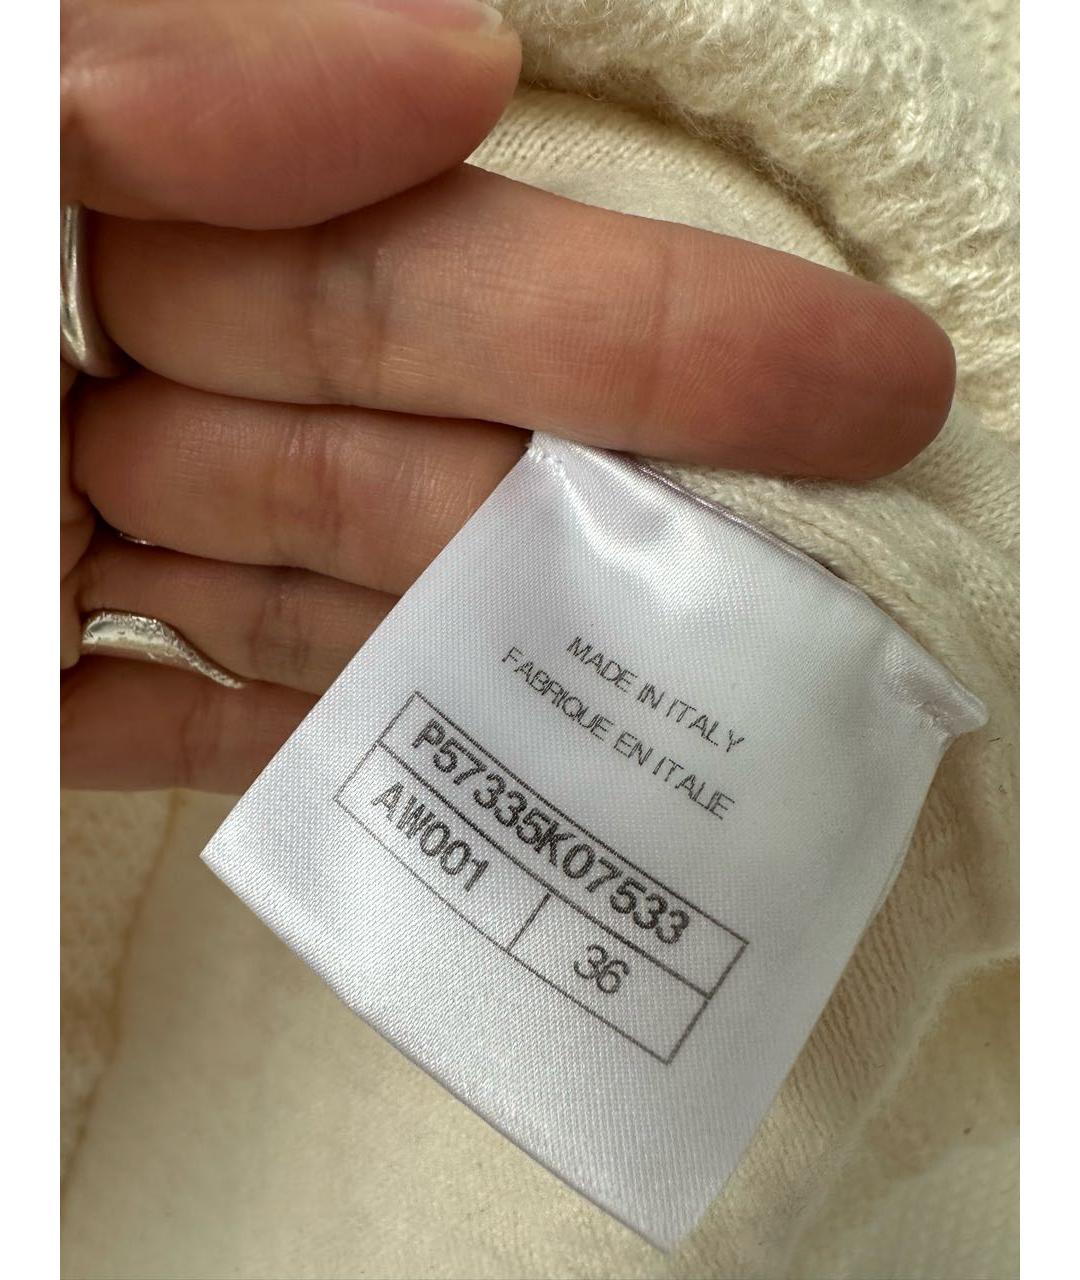 MADE IN ITALY
FABRIQUE EN ITALIE
P57335K07533
AW001
36